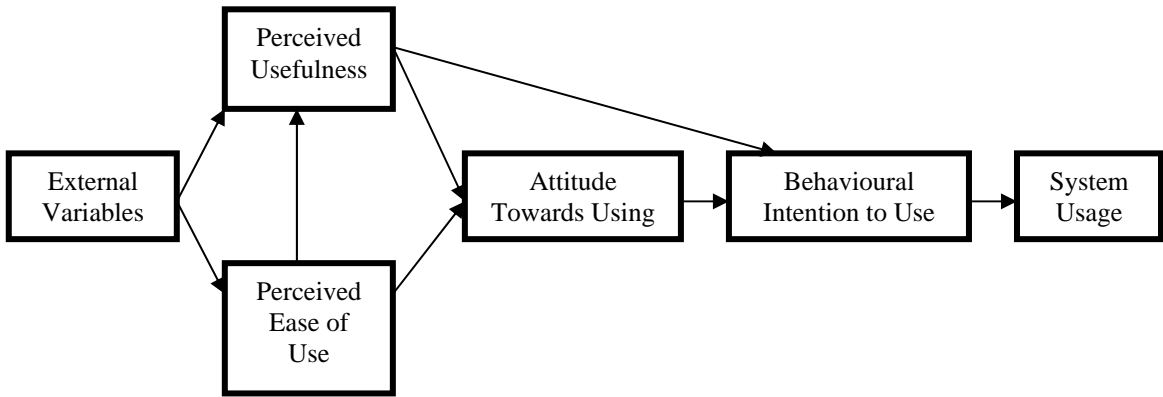 Perceived
Usefulness
External
Variables
Attitude
Towards Using
Behavioural
Intention to Use
System
Usage
Perceived
Ease of
Use